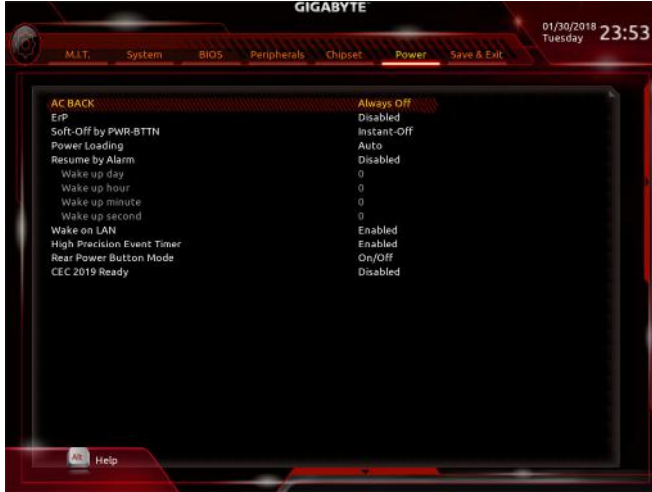 GIGABYTE™
01/30/2018 23:53
Tuesday
M.I.T. System BIOS Peripherals Chipset Power Save & Exit
AC BACK Always Off
ErP Disabled
Soft-Off by PWR-BTTN Instant-Off
Power Loading Auto
Resume by Alarm Disabled
Wake up day 0
Wake up hour 0
Wake up minute 0
Wake up second 0
Wake on LAN Enabled
High Precision Event Timer Enabled
Rear Power Button Mode On/Off
CEC 2019 Ready Disabled
Alt Help